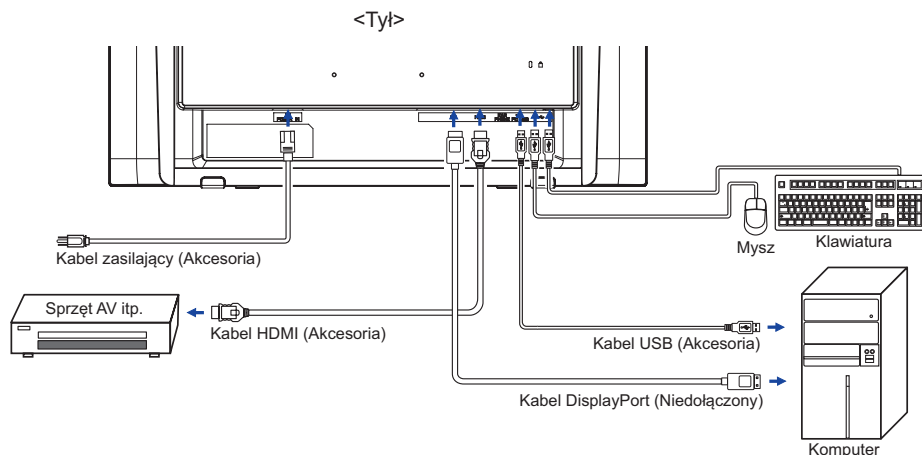 <Tył>
Kabel zasilający (Akcesoria)
Sprzęt AV itp.
Kabel HDMI (Akcesoria)
Mysz
Klawiatura
Kabel USB (Akcesoria)
Kabel DisplayPort (Niedołączony)
Komputer